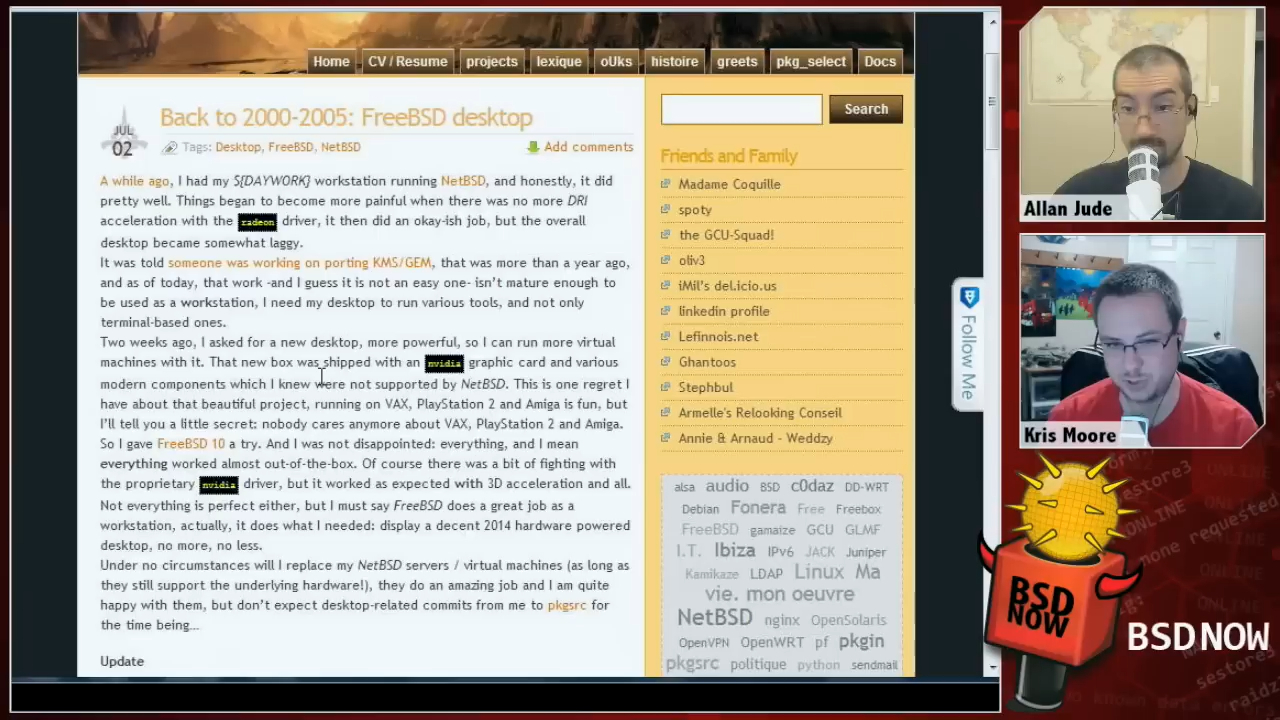 Home CV / Resume projects lexique oUks histoire greets pkg_select Docs
JUL
02
Back to 2000-2005: FreeBSD desktop
Tags: Desktop, FreeBSD, NetBSD
Add comments
A while ago, I had my S{DAYWORK} workstation running NetBSD, and honestly, it did
pretty well. Things began to become more painful when there was no more DRI
acceleration with the radeon driver, it then did an okay-ish job, but the overall
desktop became somewhat laggy.
It was told someone was working on porting KMS/GEM, that was more than a year ago,
and as of today, that work -and I guess it is not an easy one- isn't mature enough to
be used as a workstation, I need my desktop to run various tools, and not only
terminal-based ones.
Two weeks ago, I asked for a new desktop, more powerful, so I can run more virtual
machines with it. That new box was shipped with an nvidia graphic card and various
modern components which I knew were not supported by NetBSD. This is one regret I
have about that beautiful project, running on VAX, PlayStation 2 and Amiga is fun, but
I'll tell you a little secret: nobody cares anymore about VAX, PlayStation 2 and Amiga.
So I gave FreeBSD 10 a try. And I was not disappointed: everything, and I mean
everything worked almost out-of-the-box. Of course there was a bit of fighting with
the proprietary nvidia driver, but it worked as expected with 3D acceleration and all.
Not everything is perfect either, but I must say FreeBSD does a great job as a
workstation, actually, it does what I needed: display a decent 2014 hardware powered
desktop, no more, no less.
Under no circumstances will I replace my NetBSD servers / virtual machines (as long as
they still support the underlying hardware!), they do an amazing job and I am quite
happy with them, but don't expect desktop-related commits from me to pkgsrc for
the time being…
Update
Search
Friends and Family
Madame Coquille
spoty
the GCU-Squad!
oliv3
iMil's del.icio.us
linkedin profile
Lefinnois.net
Ghantoos
Stephbul
Armelle's Relooking Conseil
Annie & Arnaud - Weddzy
alsa audio BSD c0daz DD-WRT
Debian Fonera Free Freebox
FreeBSD gamaize GCU GLMF
I.T. Ibiza IPv6 JACK Juniper
Kamikaze LDAP Linux Ma
vie. mon oeuvre
NetBSD nginx OpenSolaris
OpenVPN OpenWRT pf pkgin
pkgsrc politique python sendmail
Follow Me
Allan Jude
Kris Moore
BSD
NOW
BSD NOW